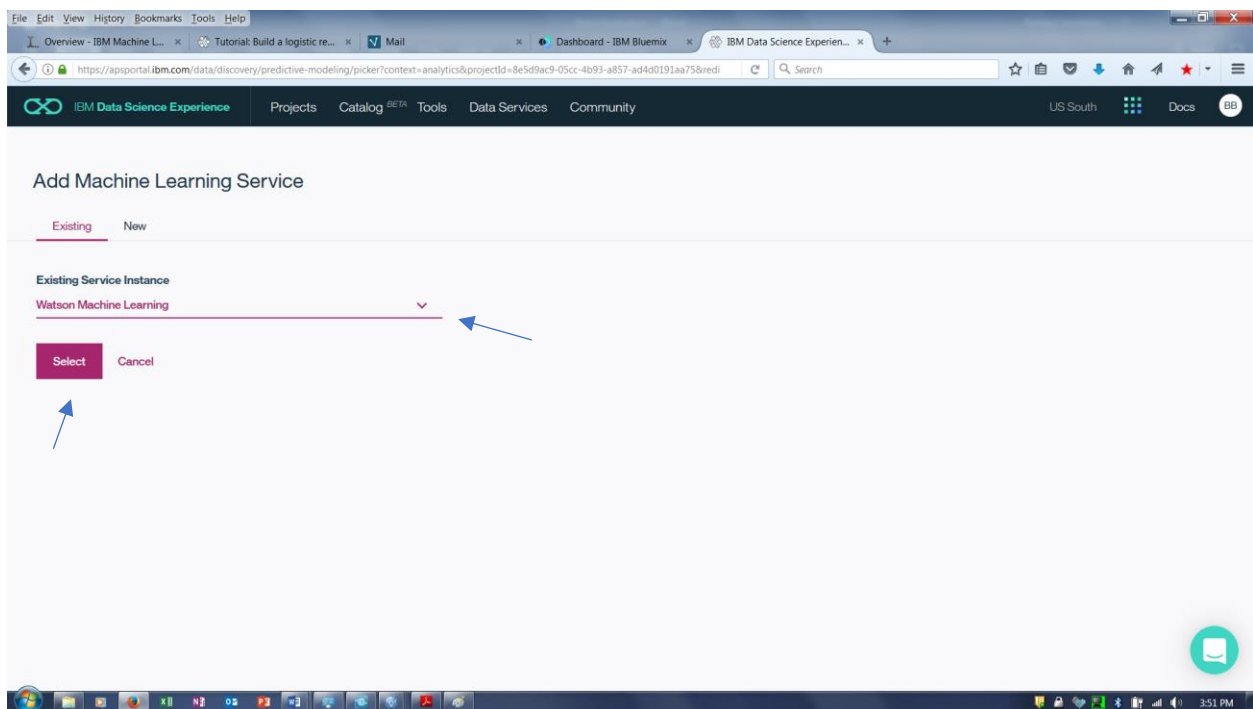 File Edit View History Bookmarks Tools Help
Overview - IBM Machine L... × Tutorial: Build a logistic re... × Mail × Dashboard - IBM Bluemix × IBM Data Science Experien... × +
https://apsportal.ibm.com/data/discovery/predictive-modeling/picker?context=analytics&projectId=8e5d9ac9-05cc-4b93-a857-ad4d0191aa75&redi Search
IBM Data Science Experience Projects Catalog BETA Tools Data Services Community US South Docs BB
Add Machine Learning Service
Existing New
Existing Service Instance
Watson Machine Learning
Select Cancel
3:51 PM